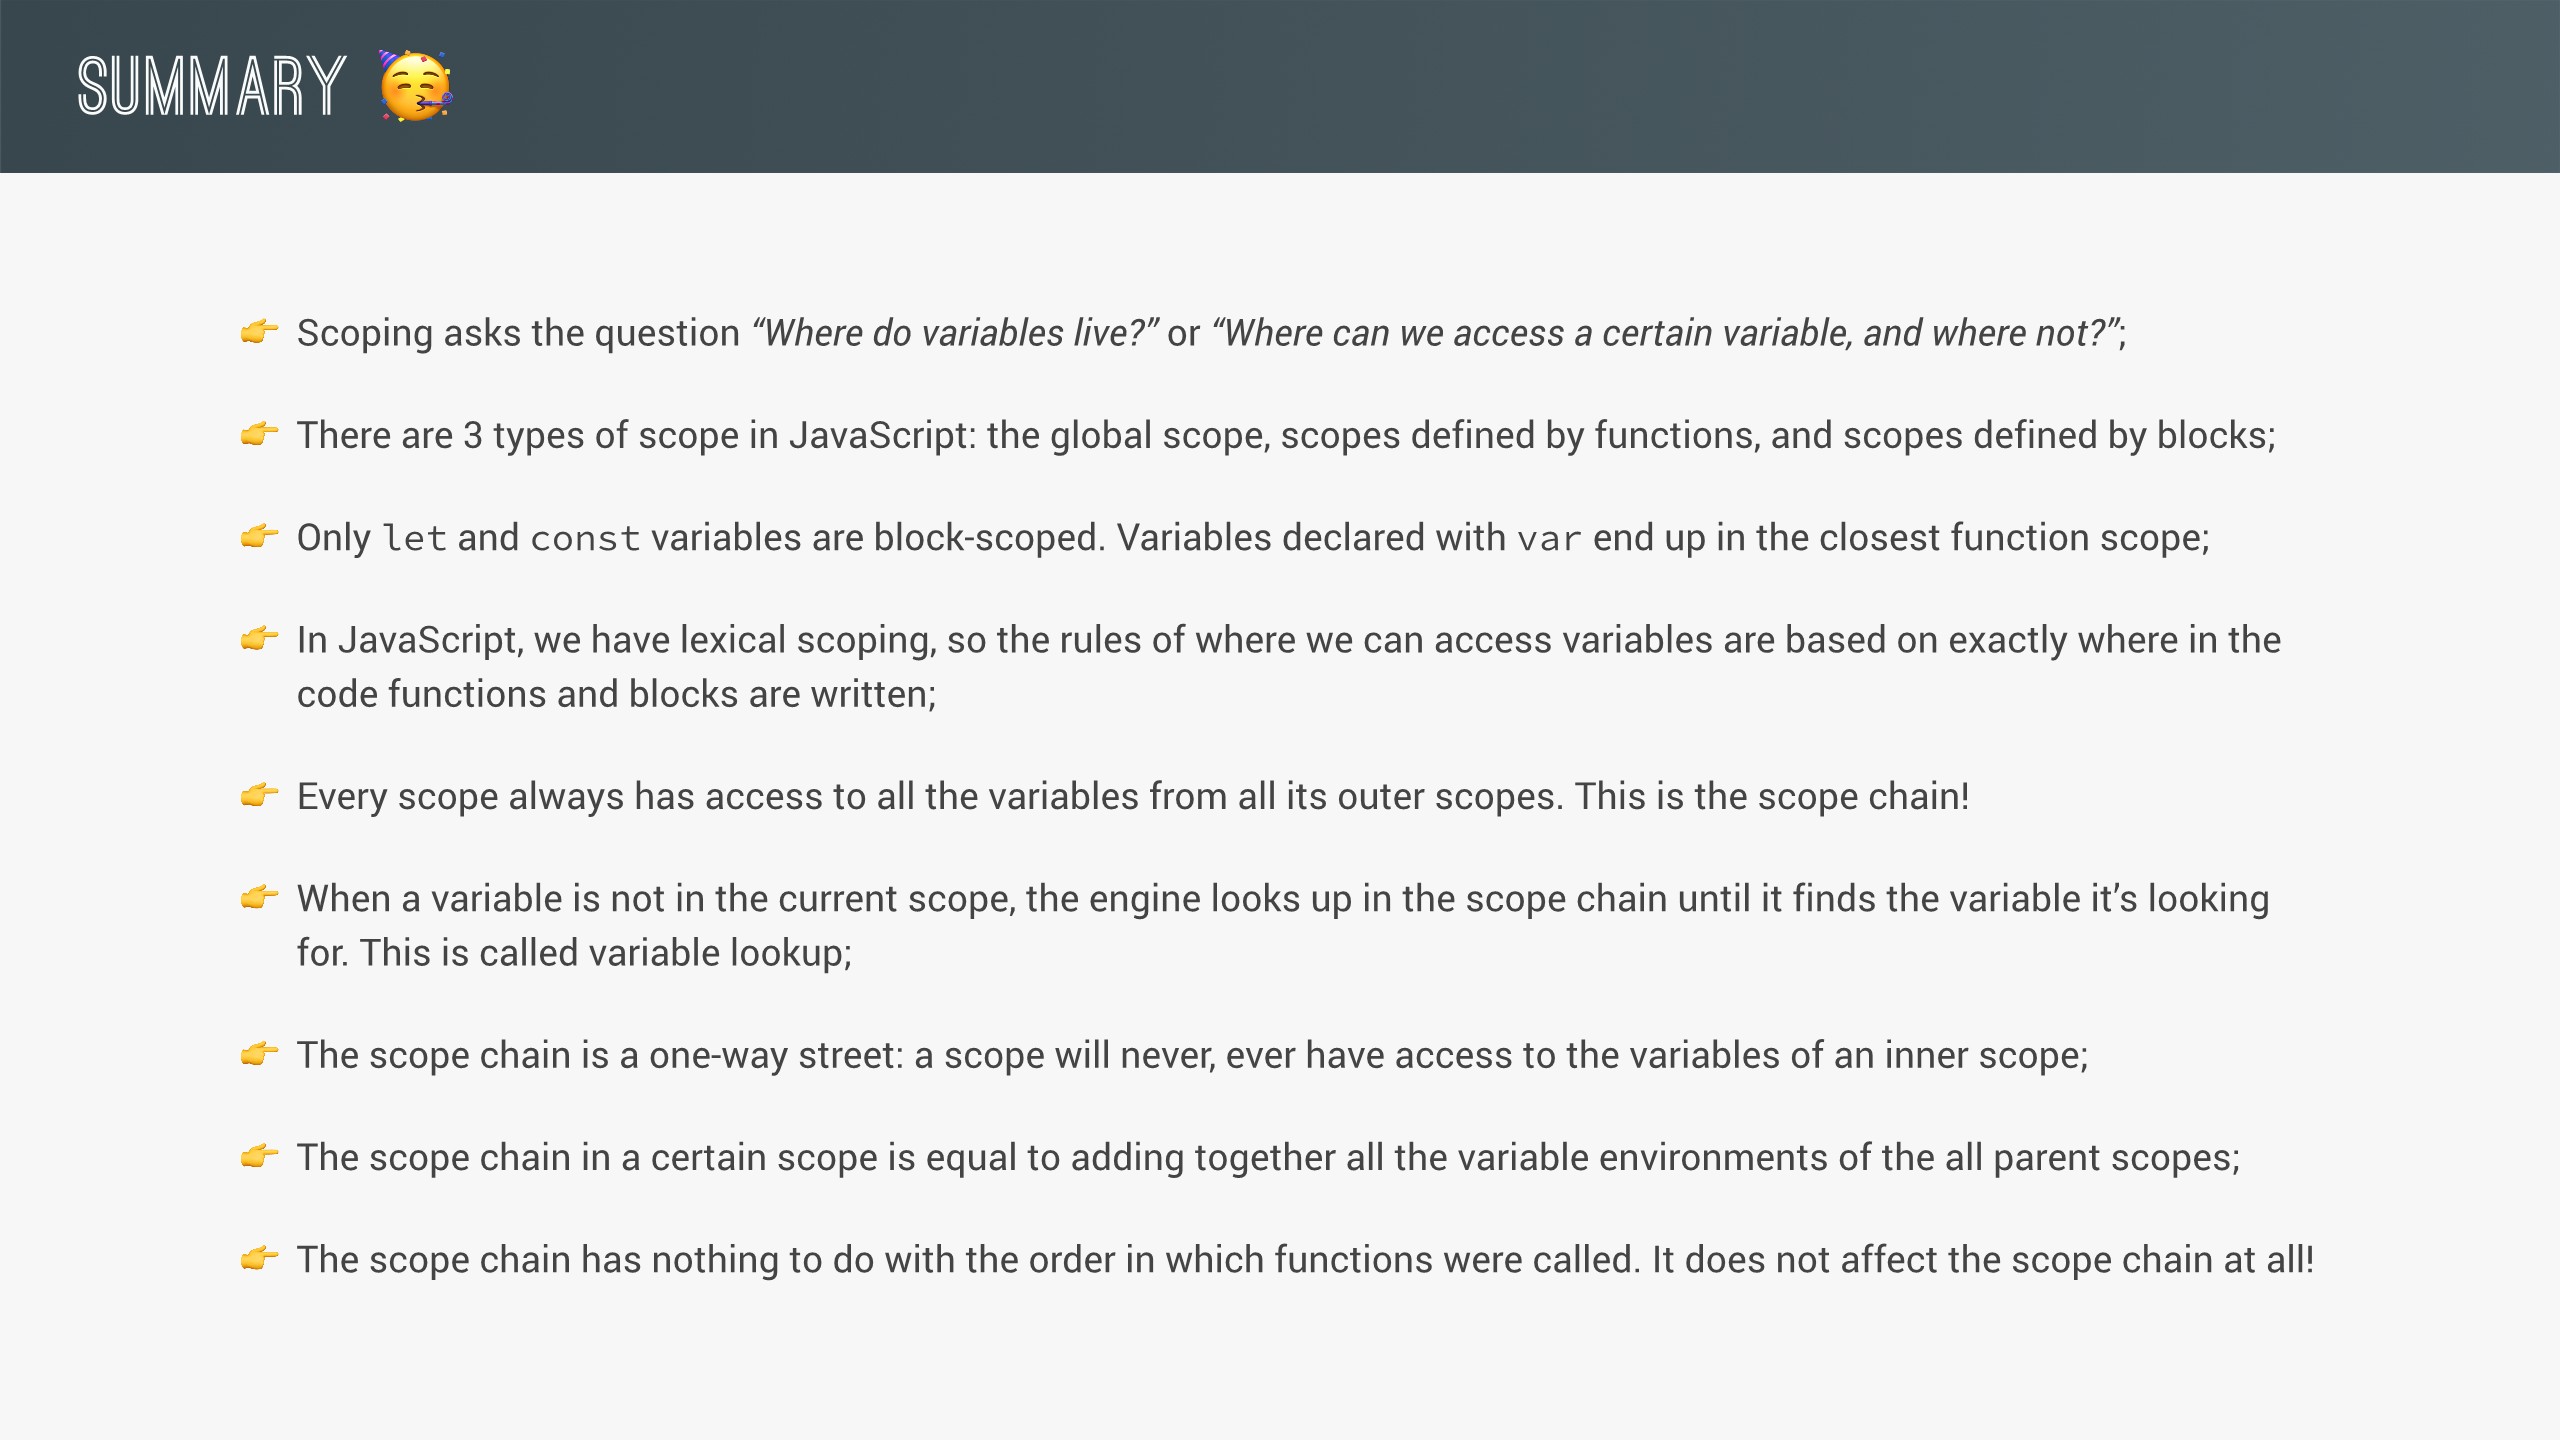 SUMMARY 🥳
👉 Scoping asks the question “Where do variables live?” or “Where can we access a certain variable, and where not?”;
👉 There are 3 types of scope in JavaScript: the global scope, scopes defined by functions, and scopes defined by blocks;
👉 Only let and const variables are block-scoped. Variables declared with var end up in the closest function scope;
👉 In JavaScript, we have lexical scoping, so the rules of where we can access variables are based on exactly where in the
code functions and blocks are written;
👉 Every scope always has access to all the variables from all its outer scopes. This is the scope chain!
👉 When a variable is not in the current scope, the engine looks up in the scope chain until it finds the variable it’s looking
for. This is called variable lookup;
👉 The scope chain is a one-way street: a scope will never, ever have access to the variables of an inner scope;
👉 The scope chain in a certain scope is equal to adding together all the variable environments of the all parent scopes;
👉 The scope chain has nothing to do with the order in which functions were called. It does not affect the scope chain at all!